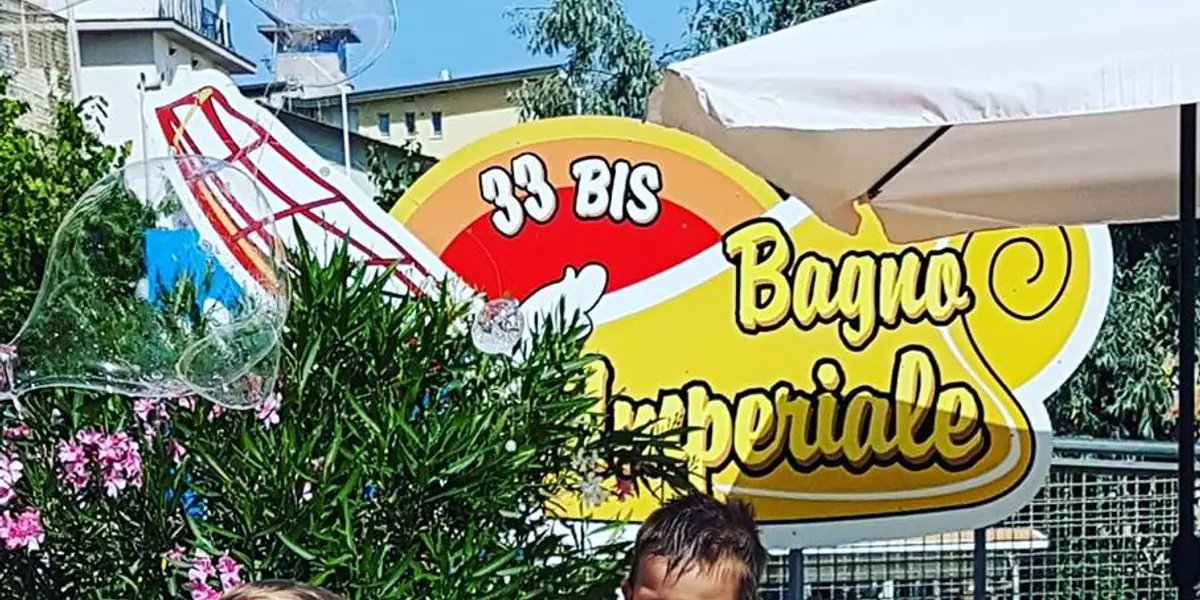 33 BIS
Bagno
Imperiale